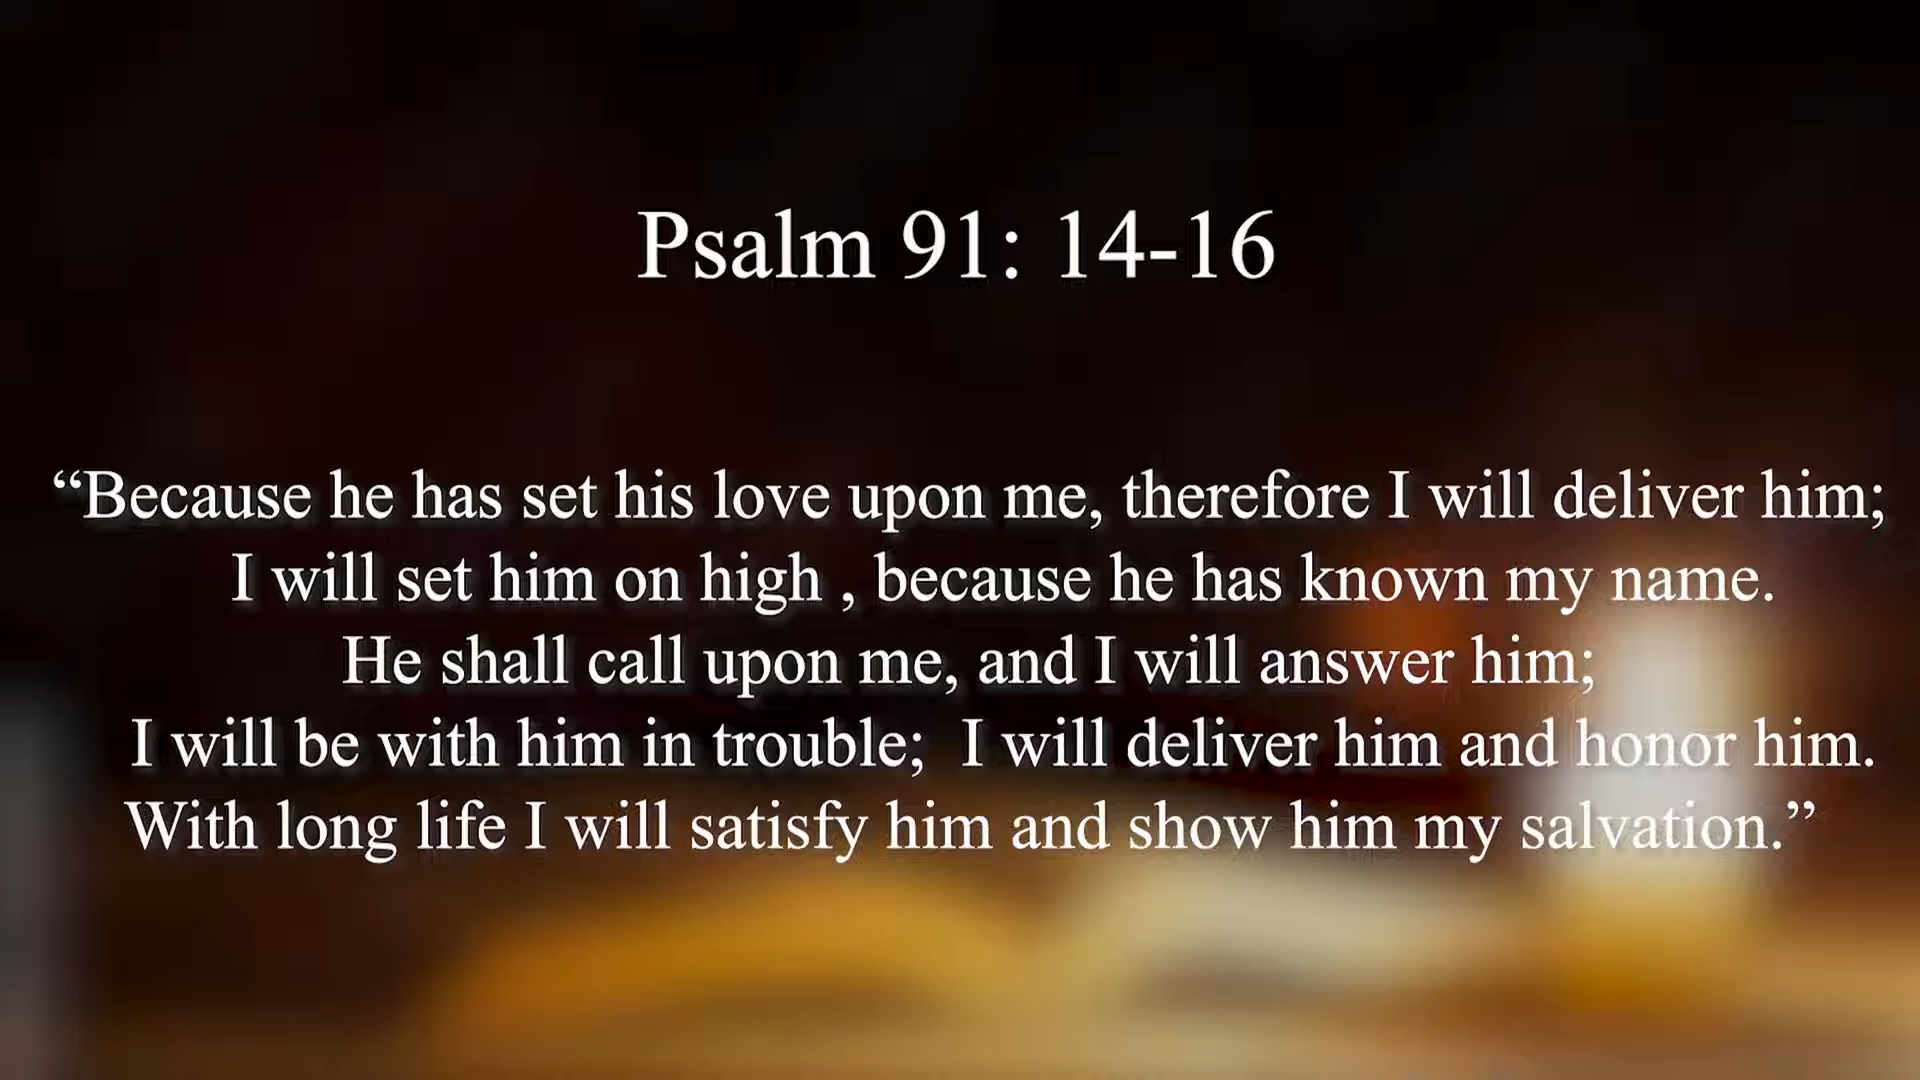 Psalm 91: 14-16
“Because he has set his love upon me, therefore I will deliver him;
I will set him on high , because he has known my name.
He shall call upon me, and I will answer him;
I will be with him in trouble;  I will deliver him and honor him.
With long life I will satisfy him and show him my salvation.”